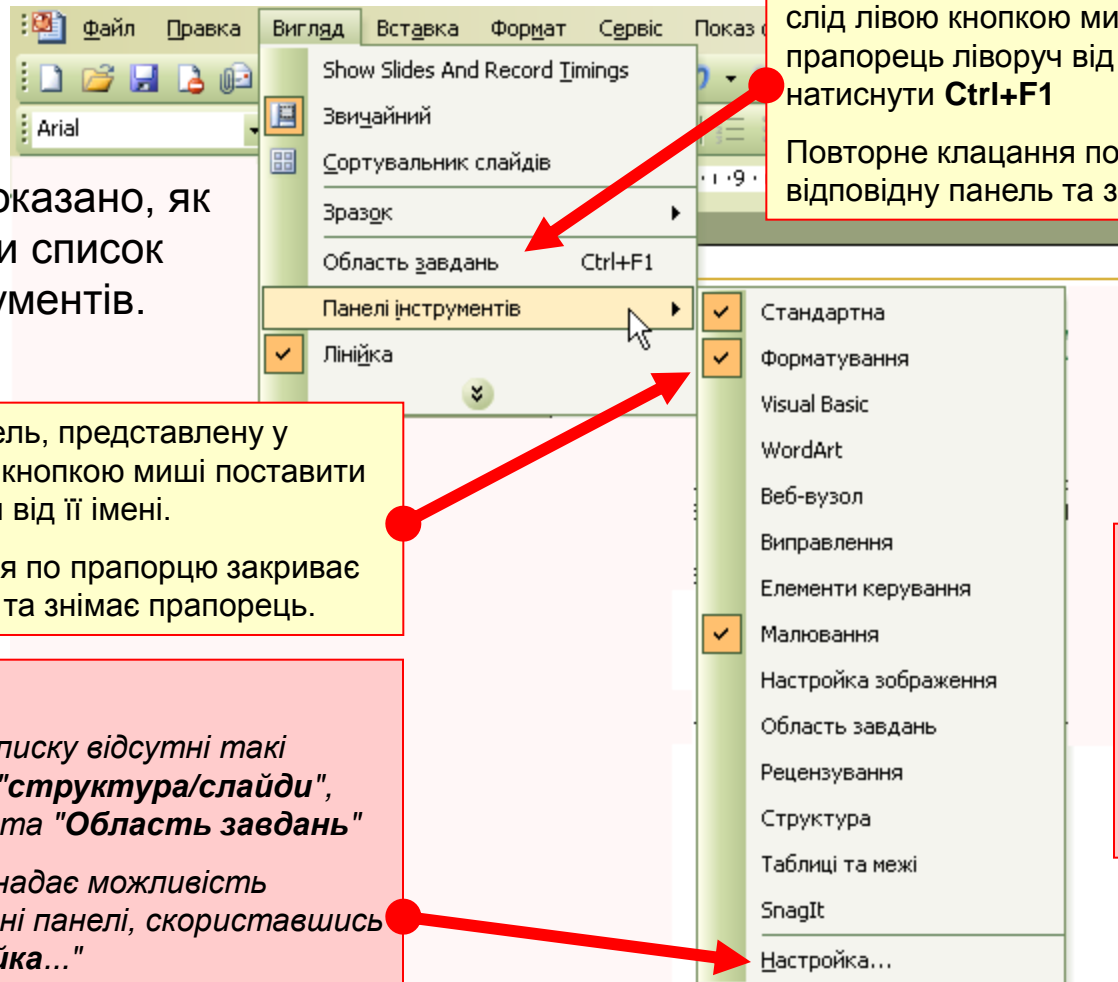 Файл Правка Вигляд Вставка Формат Сервіс Показ
Arial
слід лівою кнопкою ми
прапорець ліворуч від
натиснути Ctrl+F1
Повторне клацання по
відповідну панель та з
9
Show Slides And Record Timings
Звичайний
Сортувальник слайдів
Зразок
Область завдань Ctrl+F1
Панелі інструментів
Лінійка
оказано, як
и список
ументів.
Стандартна
Форматування
Visual Basic
WordArt
Веб-вузол
Виправлення
Елементи керування
Малювання
Настройка зображення
Область завдань
Рецензування
Структура
Таблиці та межі
SnagIt
Настройка...
ель, представлену у
кнопкою миші поставити
від її імені.
я по прапорцю закриває
та знімає прапорець.
писку відсутні такі
"структура/слайди",
та "Область завдань"
надає можливість
ні панелі, скориставшись
йка..."